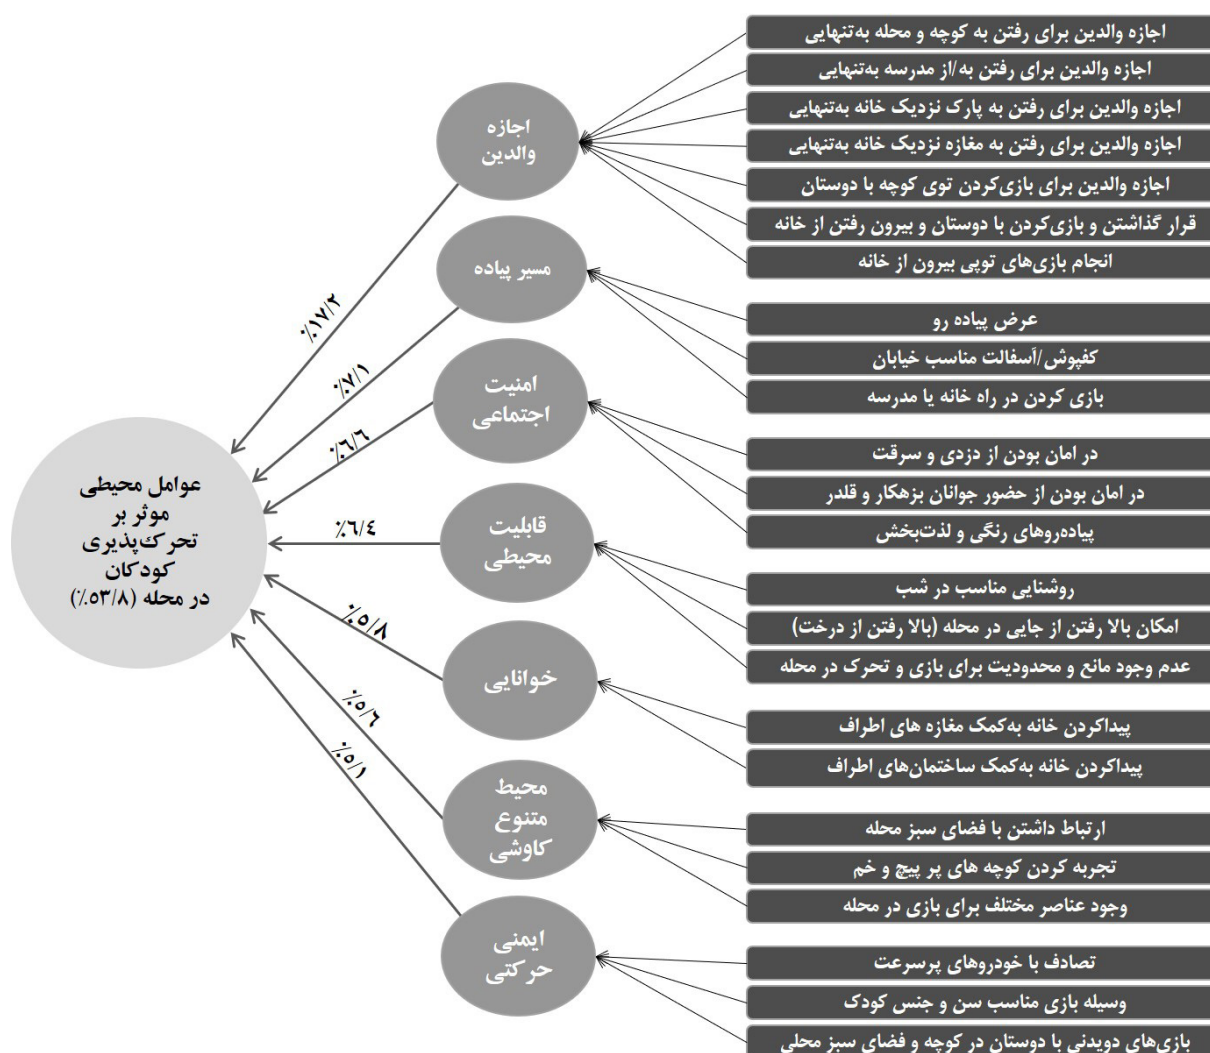 اجازه والدین برای رفتن به کوچه و محله به‌تنهایی
اجازه والدین برای رفتن به/از مدرسه به‌تنهایی
اجازه والدین برای رفتن به پارک نزدیک خانه به‌تنهایی
اجازه والدین برای رفتن به مغازه نزدیک خانه به‌تنهایی
اجازه والدین برای بازی‌کردن توی کوچه با دوستان
قرار گذاشتن و بازی‌کردن با دوستان و بیرون رفتن از خانه
انجام بازی‌های توپی بیرون از خانه
عرض پیاده رو
کفپوش/آسفالت مناسب خیابان
بازی کردن در راه خانه یا مدرسه
در امان بودن از دزدی و سرقت
در امان بودن از حضور جوانان بزهکار و قلدر
پیاده‌روهای رنگی و لذت‌بخش
روشنایی مناسب در شب
امکان بالا رفتن از جایی در محله (بالا رفتن از درخت)
عدم وجود مانع و محدودیت برای بازی و تحرک در محله
پیداکردن خانه به‌کمک مغازه های اطراف
پیداکردن خانه به‌کمک ساختمان‌های اطراف
ارتباط داشتن با فضای سبز محله
تجربه کردن کوچه های پر پیچ و خم
وجود عناصر مختلف برای بازی در محله
تصادف با خودروهای پرسرعت
وسیله بازی مناسب سن و جنس کودک
بازی‌های دویدنی با دوستان در کوچه و فضای سبز محلی
اجازه
والدین
مسیر پیاده
امنیت
اجتماعی
قابلیت
محیطی
خوانایی
محیط
متنوع
کاوشی
ایمنی
حرکتی
٪۱۷/۲
٪۷/۱
٪٦/٦
٪٦/٤
٪٥/۸
٪٥/٦
٪٥/۱
عوامل محیطی
موثر بر
تحرک‌پذیری
کودکان
در محله (٥۳/۸٪)